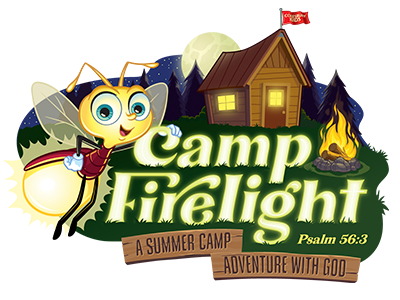 Camp
Firelight
Psalm 56:3
A SUMMER CAMP
ADVENTURE WITH GOD